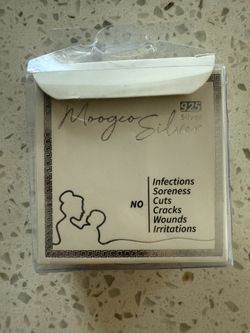 Moogco
925
Silver
Silver
NO
Infections
Soreness
Cuts
Cracks
Wounds
Irritations